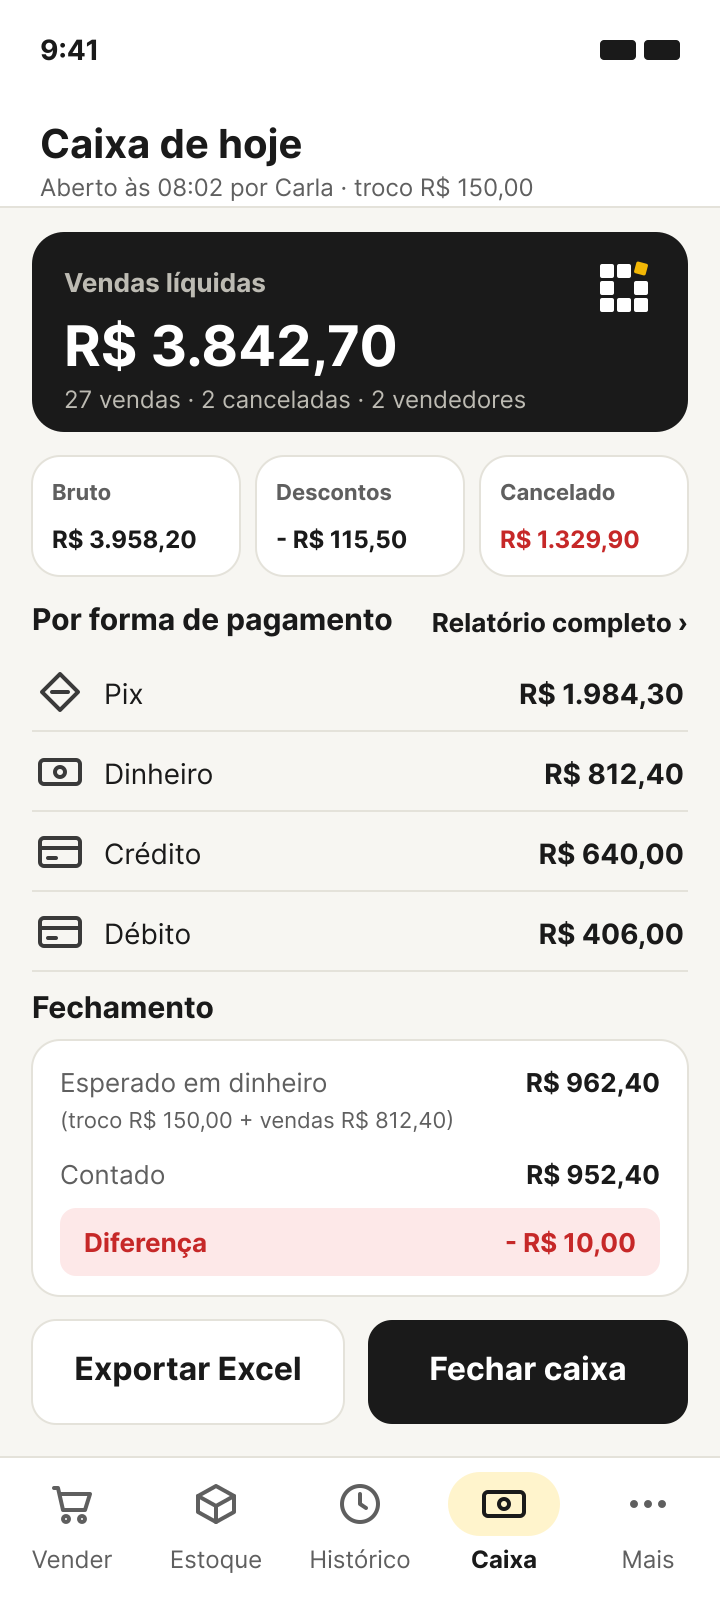 9:41
Caixa de hoje
Aberto às 08:02 por Carla · troco R$ 150,00
Vendas líquidas
R$ 3.842,70
27 vendas · 2 canceladas · 2 vendedores
Bruto
R$ 3.958,20
Descontos
- R$ 115,50
Cancelado
R$ 1.329,90
Por forma de pagamento
Relatório completo ›
Pix R$ 1.984,30
Dinheiro R$ 812,40
Crédito R$ 640,00
Débito R$ 406,00
Fechamento
Esperado em dinheiro R$ 962,40
(troco R$ 150,00 + vendas R$ 812,40)
Contado R$ 952,40
Diferença - R$ 10,00
Exportar Excel
Fechar caixa
Vender Estoque Histórico Caixa Mais